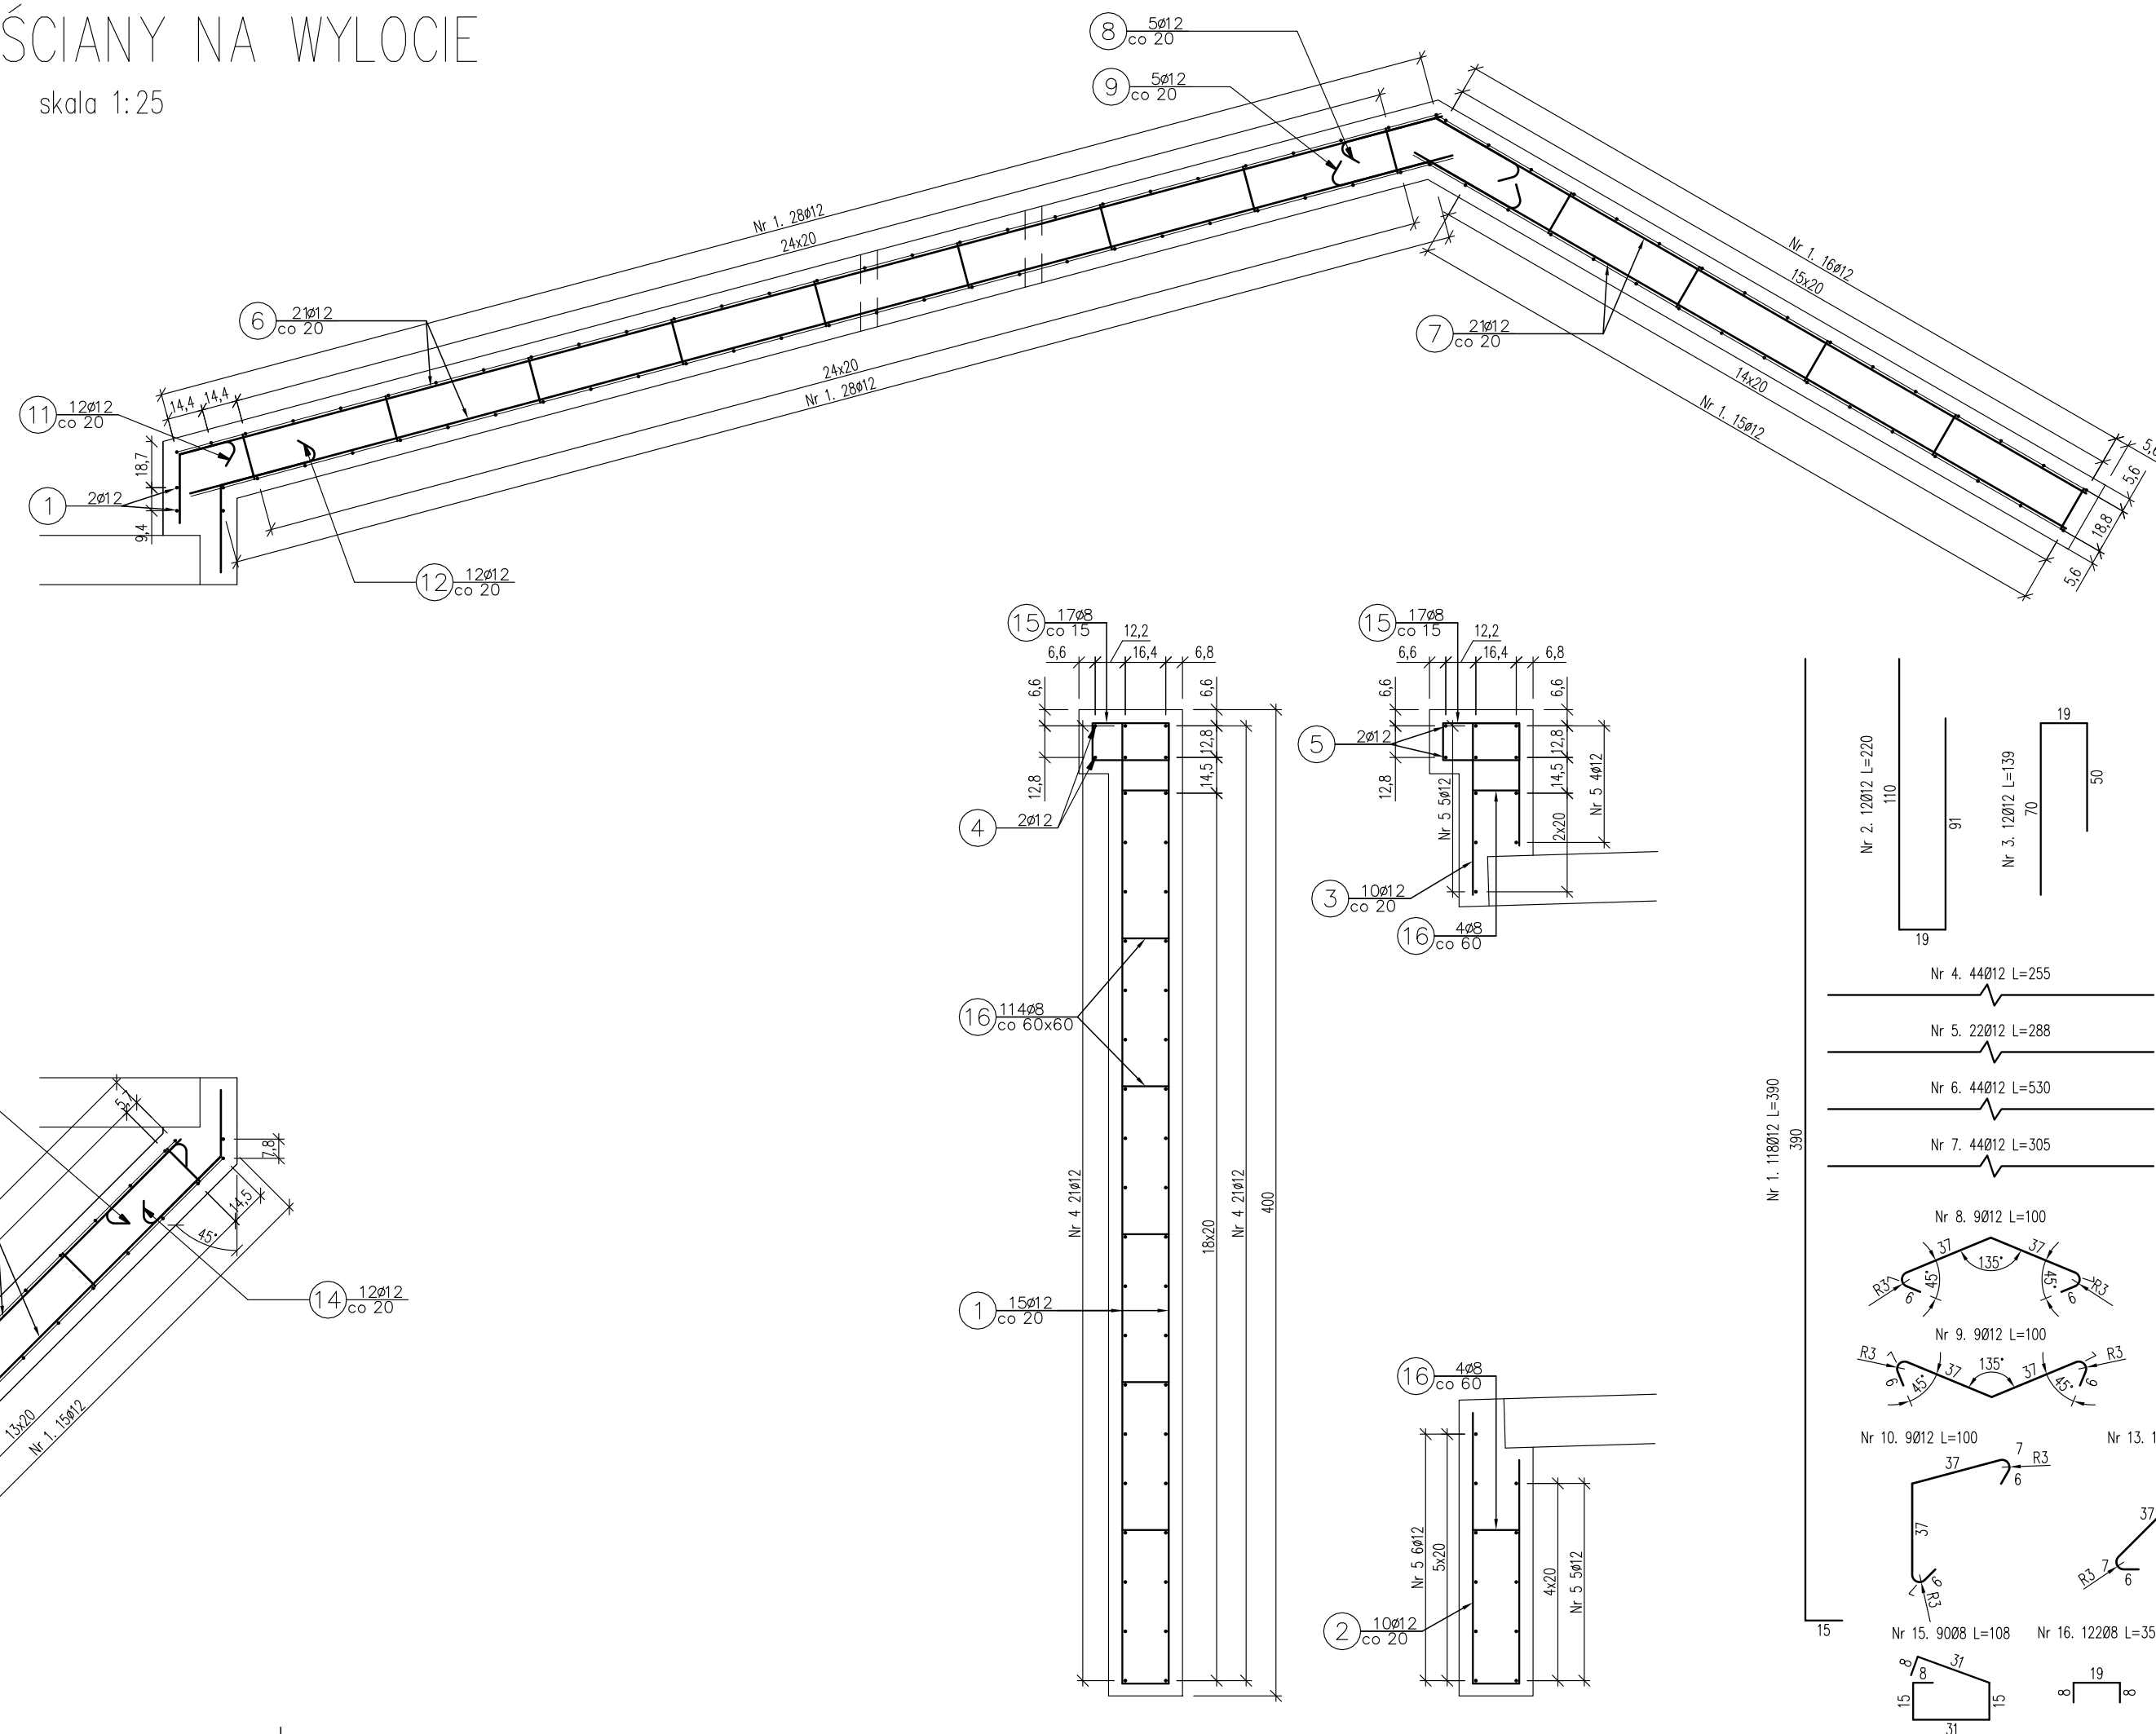 ŚCIANY NA WYLOCIE
skala 1:25
8 5ø12
co 20
9 5ø12
co 20
Nr 1. 28ø12
24x20
6 21ø12
co 20
11 12ø12
co 20
14,4 14,4
18,7
9,4
1 2ø12
12 12ø12
co 20
24x20
Nr 1. 28ø12
7 21ø12
co 20
Nr 1. 16ø12
15x20
14x20
Nr 1. 15ø12
5,6
18,8
5,6
15 17ø8
co 15
12,2
6,6 16,4 6,8
6,6
12,8
6,6
12,8
14,5
4 2ø12
16 114ø8
co 60x60
1 15ø12
co 20
Nr 4 21ø12
18x20
Nr 4 21ø12
400
15 17ø8
co 15
12,2
6,6 16,4 6,8
6,6
12,8
6,6
12,8
14,5
2x20
Nr 5 4ø12
5 2ø12
Nr 5 5ø12
3 10ø12
co 20
16 4ø8
co 60
16 4ø8
co 60
Nr 5 6ø12
5x20
4x20
Nr 5 5ø12
2 10ø12
co 20
45°
7,8
14,5
14 12ø12
co 20
13x20
Nr 1. 15ø12
Nr 1. 118Ø12 L=390
390
15
Nr 2. 12Ø12 L=220
110
91
19
Nr 3. 12Ø12 L=139
19
70
50
Nr 4. 44Ø12 L=255
Nr 5. 22Ø12 L=288
Nr 6. 44Ø12 L=530
Nr 7. 44Ø12 L=305
Nr 8. 9Ø12 L=100
37 37
135°
7 45° 45° 7
R3 6 6 R3
Nr 9. 9Ø12 L=100
R3 7 37 135° 37 7 R3
6 45° 45° 6
Nr 10. 9Ø12 L=100
37 7 R3
6
37
7 6
R3
Nr 13. 1
37
R3 7 6
Nr 15. 90Ø8 L=108
8 31
8
15 15
31
Nr 16. 122Ø8 L=35
19
8 8